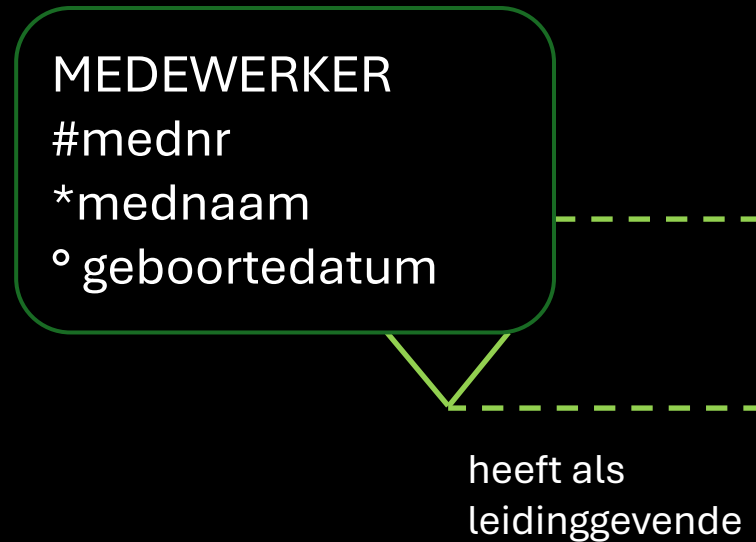 MEDEWERKER
#mednr
*mednaam
° geboortedatum
heeft als
leidinggevende